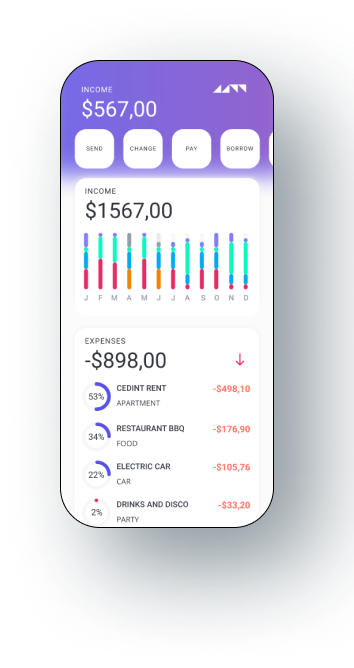 INCOME
$567,00
SEND CHANGE PAY BORROW
INCOME
$1567,00
J F M A M J J A S O N D
EXPENSES
-$898,00
53% CEDINT RENT -$498,10
APARTMENT
34% RESTAURANT BBQ -$176,90
FOOD
22% ELECTRIC CAR -$105,76
CAR
2% DRINKS AND DISCO -$33,20
PARTY